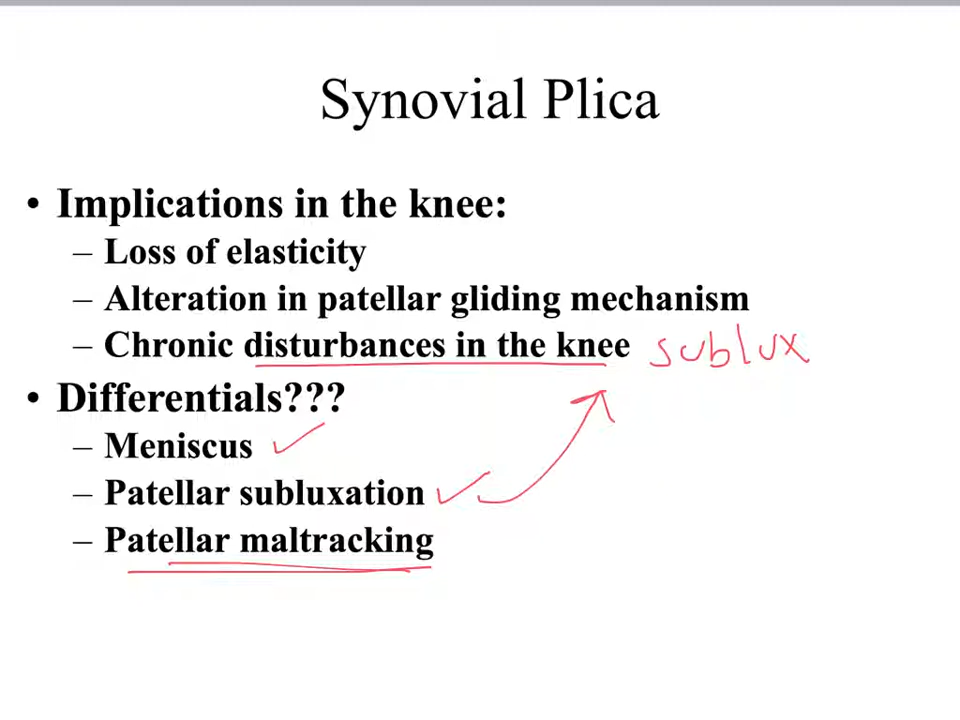 Synovial Plica
• Implications in the knee:
– Loss of elasticity
– Alteration in patellar gliding mechanism
– Chronic disturbances in the knee sublux
• Differentials???
– Meniscus
– Patellar subluxation
– Patellar maltracking